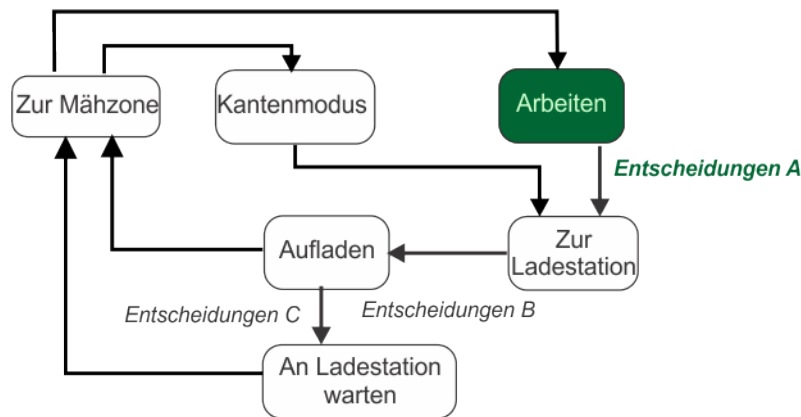 Zur Mähzone
Kantenmodus
Arbeiten
Entscheidungen A
Aufladen
Zur
Ladestation
Entscheidungen C
Entscheidungen B
An Ladestation
warten